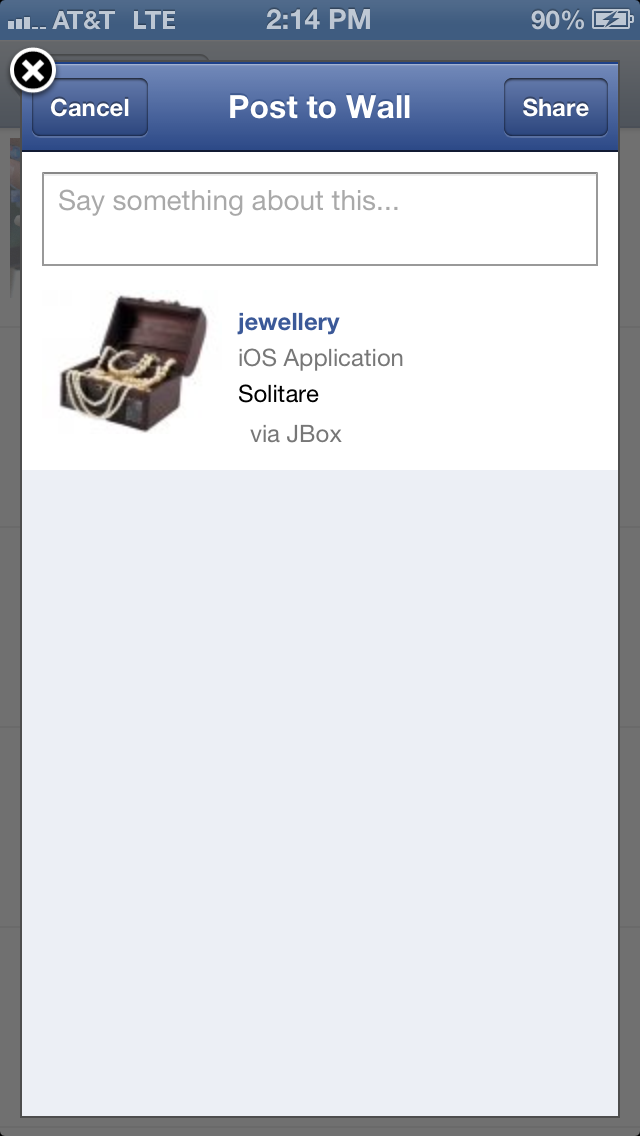 AT&T LTE 2:14 PM 90%
Cancel Post to Wall Share
Say something about this...
jewellery
iOS Application
Solitare
via JBox